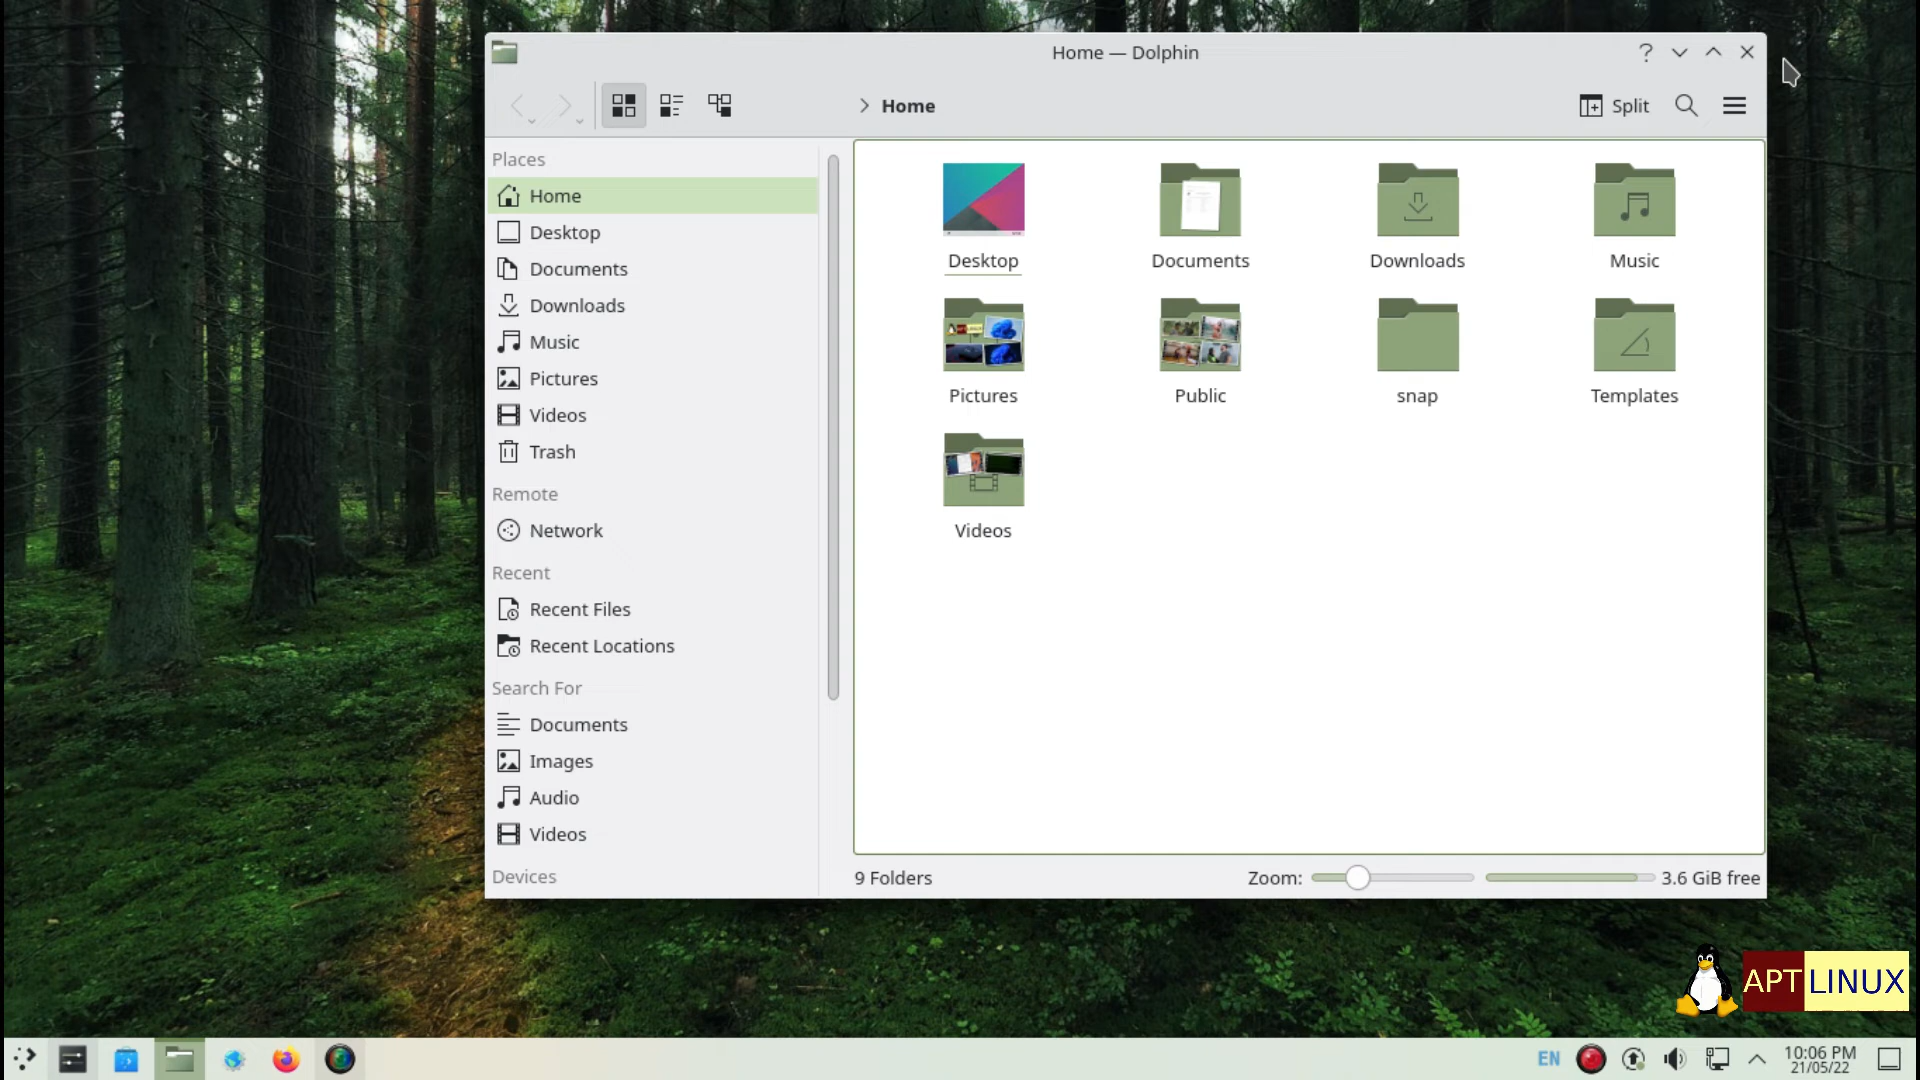 Home — Dolphin
Home
Split
Places
Home
Desktop
Documents
Downloads
Music
Pictures
Videos
Trash
Remote
Network
Recent
Recent Files
Recent Locations
Search For
Documents
Images
Audio
Videos
Devices
Desktop
Documents
Downloads
Music
Pictures
Public
snap
Templates
Videos
9 Folders
Zoom:
3.6 GiB free
APTLINUX
EN
10:06 PM
21/05/22